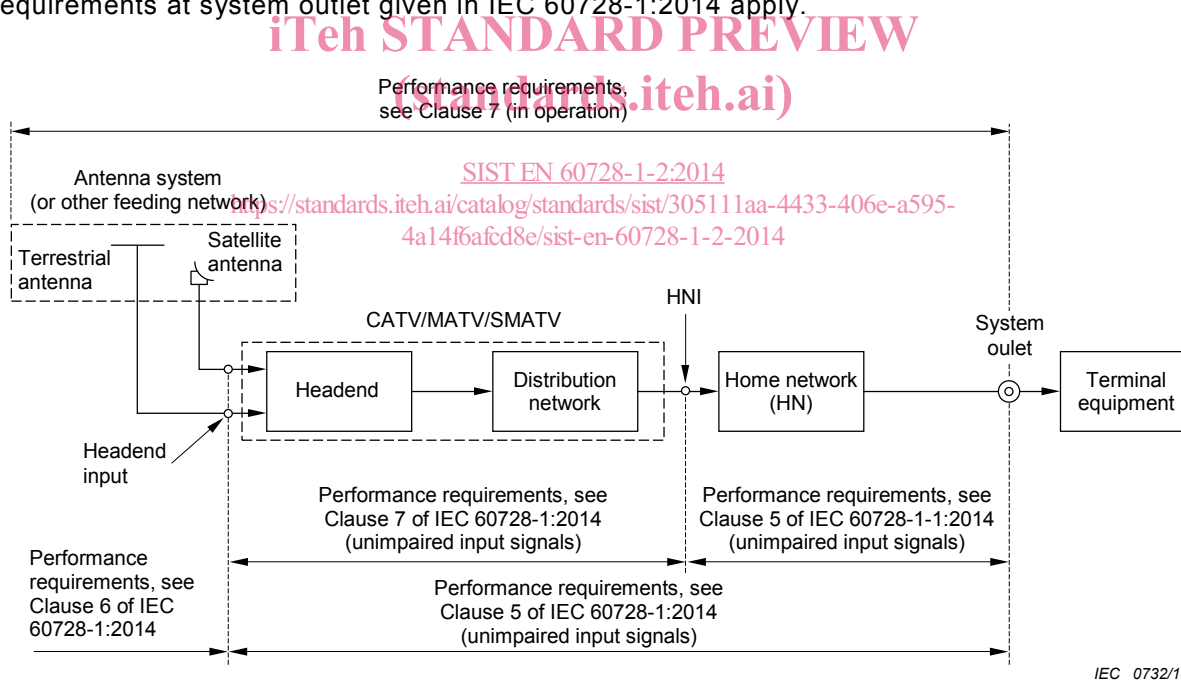 equirements at system outlet given in IEC 60728-1:2014 apply.
iTeh STANDARD PREVIEW
(standards.iteh.ai)
Performance requirements,
see Clause 7 (in operation)
SIST EN 60728-1-2:2014
https://standards.iteh.ai/catalog/standards/sist/305111aa-4433-406e-a595-
4a14f6afcd8e/sist-en-60728-1-2-2014
Antenna system
(or other feeding network)
Terrestrial
antenna
Satellite
antenna
HNI
CATV/MATV/SMATV
System
oulet
Headend
Distribution
network
Home network
(HN)
Terminal
equipment
Headend
input
Performance requirements, see
Clause 7 of IEC 60728-1:2014
(unimpaired input signals)
Performance requirements, see
Clause 5 of IEC 60728-1-1:2014
(unimpaired input signals)
Performance
requirements, see
Clause 6 of IEC
60728-1:2014
Performance requirements, see
Clause 5 of IEC 60728-1:2014
(unimpaired input signals)
IEC 0732/1